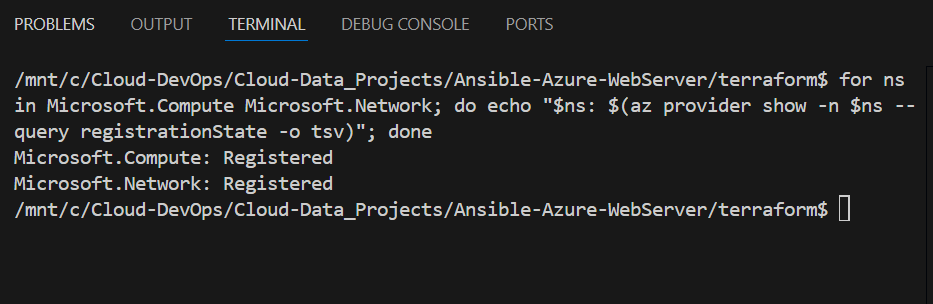 PROBLEMS OUTPUT TERMINAL DEBUG CONSOLE PORTS
/mnt/c/Cloud-DevOps/Cloud-Data_Projects/Ansible-Azure-WebServer/terraform$ for ns
in Microsoft.Compute Microsoft.Network; do echo "$ns: $(az provider show -n $ns --
query registrationState -o tsv)"; done
Microsoft.Compute: Registered
Microsoft.Network: Registered
/mnt/c/Cloud-DevOps/Cloud-Data_Projects/Ansible-Azure-WebServer/terraform$